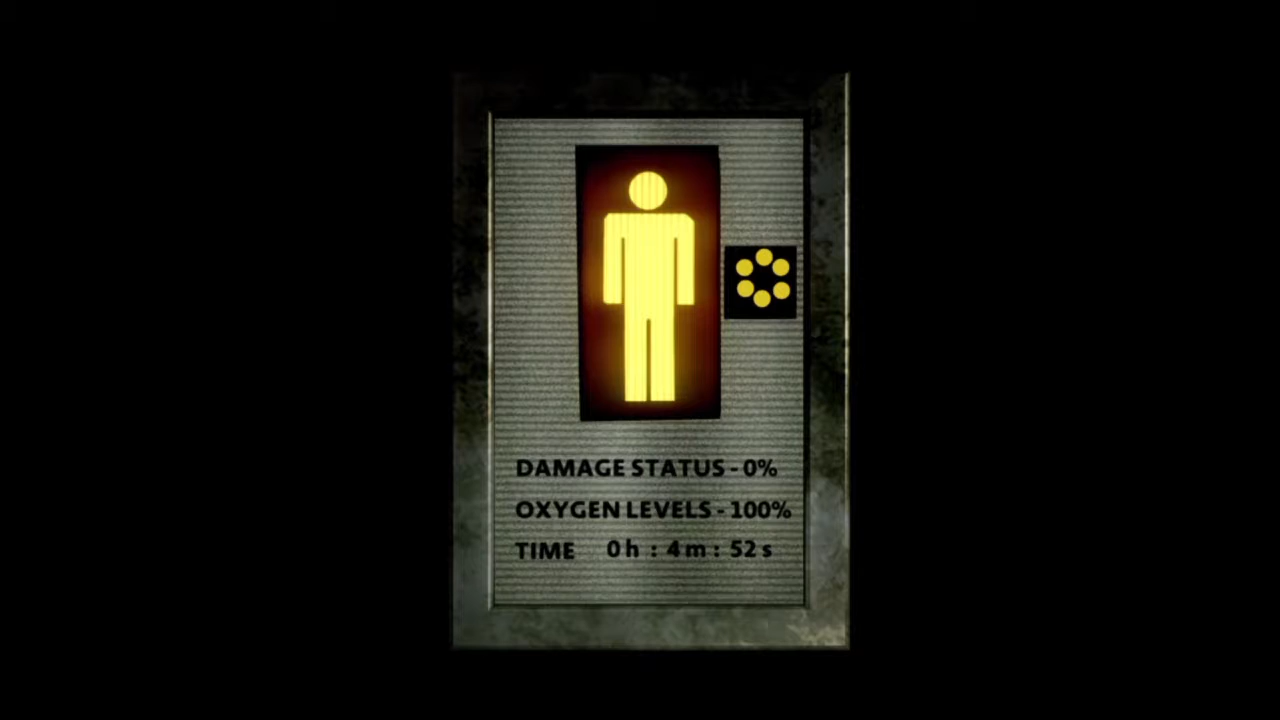 DAMAGE STATUS - 0%
OXYGEN LEVELS - 100%
TIME 0h : 4m : 52s